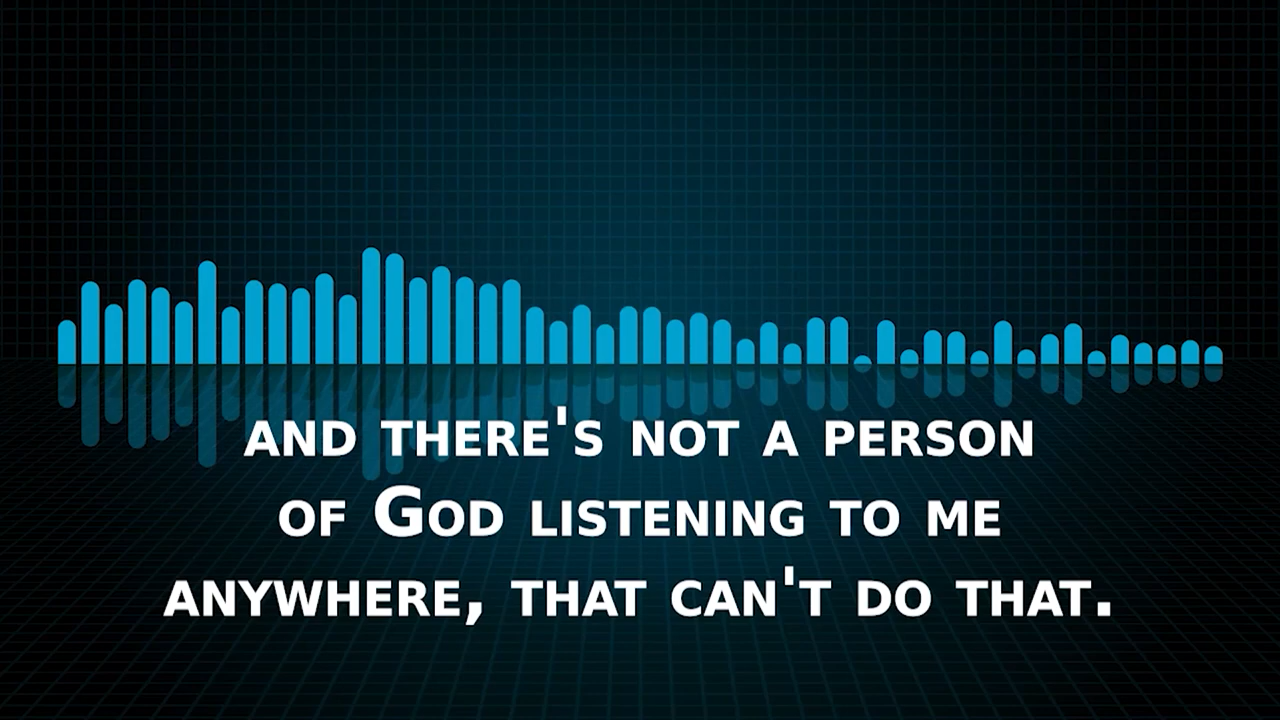 and there's not a person
of God listening to me
anywhere, that can't do that.